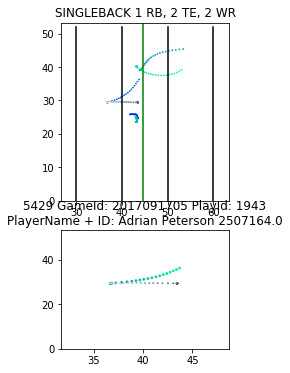 SINGLEBACK 1 RB, 2 TE, 2 WR
50
40
30
20
10
0
30 40 50 60
5429 GameId: 2017091705 PlayId: 1943
PlayerName + ID: Adrian Peterson 2507164.0
40
20
0
35 40 45